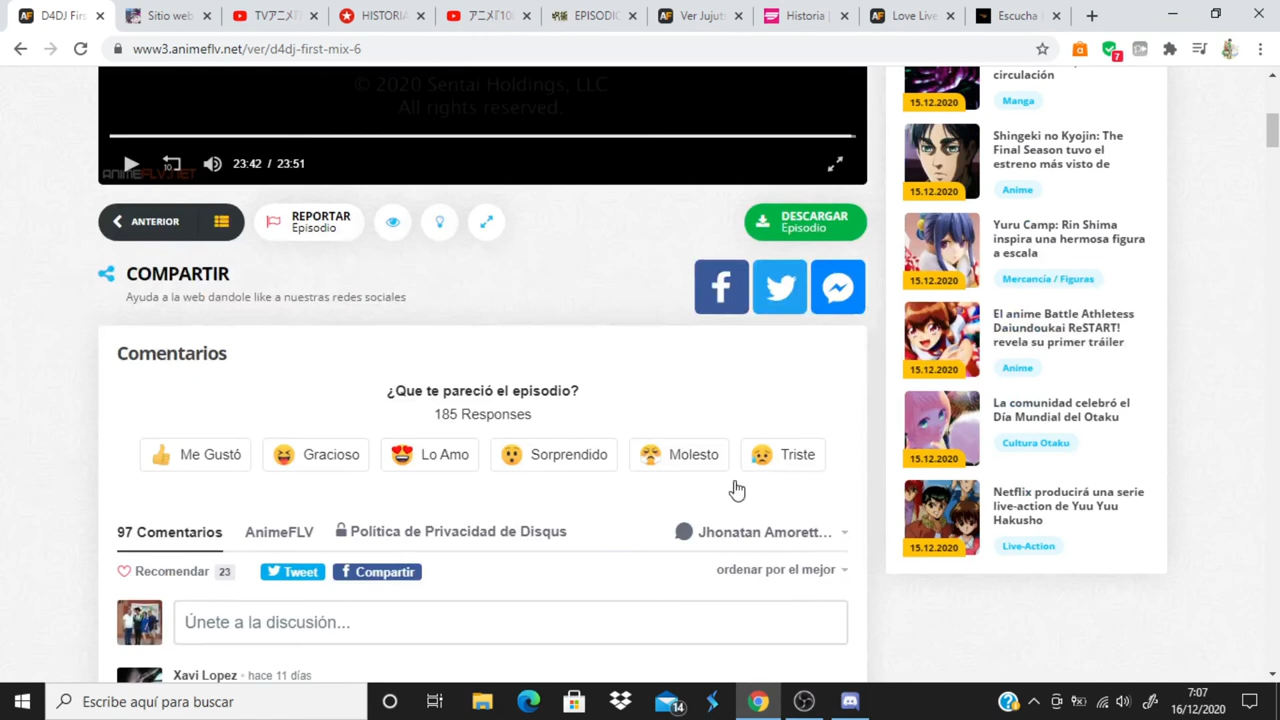 D4DJ Firs
Sitio web
TVアニメ『
HISTORIA
アニメ『15
EPISODIO
Ver Jujuts
Historia
Love Live
Escucha
www3.animeflv.net/ver/d4dj-first-mix-6
7
© 2020 Sentai Holdings, LLC
All rights reserved.
10
23:42 / 23:51
ANIMEFLV.NET
ANTERIOR
REPORTAR
Episodio
DESCARGAR
Episodio
COMPARTIR
Ayuda a la web dandole like a nuestras redes sociales
Comentarios
¿Que te pareció el episodio?
185 Responses
Me Gustó
Gracioso
Lo Amo
Sorprendido
Molesto
Triste
97 Comentarios
AnimeFLV
Política de Privacidad de Disqus
Jhonatan Amorett...
Recomendar 23
Tweet
Compartir
ordenar por el mejor
Únete a la discusión...
Xavi Lopez • hace 11 días
circulación
15.12.2020
Manga
Shingeki no Kyojin: The
Final Season tuvo el
estreno más visto de
15.12.2020
Anime
Yuru Camp: Rin Shima
inspira una hermosa figura
a escala
15.12.2020
Mercancía / Figuras
El anime Battle Athletess
Daiundoukai ReSTART!
revela su primer tráiler
15.12.2020
Anime
La comunidad celebró el
Día Mundial del Otaku
15.12.2020
Cultura Otaku
Netflix producirá una serie
live-action de Yuu Yuu
Hakusho
15.12.2020
Live-Action
Escribe aquí para buscar
14
7:07
16/12/2020